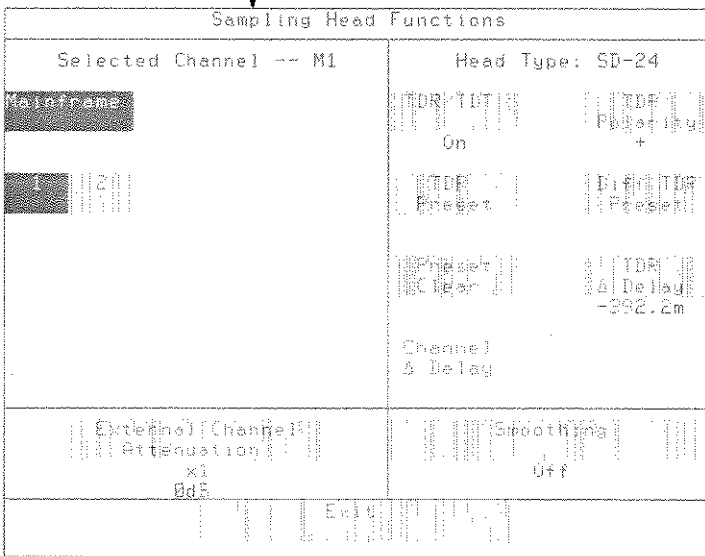 Sampling Head Functions
Selected Channel -- M1
Head Type: SD-24
Mainframe
TDR/TDT
On
TDR
Polarity
+
1
2
TDR
Preset
Diff TDR
Preset
Preset
Clear
TDR
Δ Delay
-392.2m
Channel
Δ Delay
External Channel
Attenuation
x1
0dB
Smoothing
Off
Exit